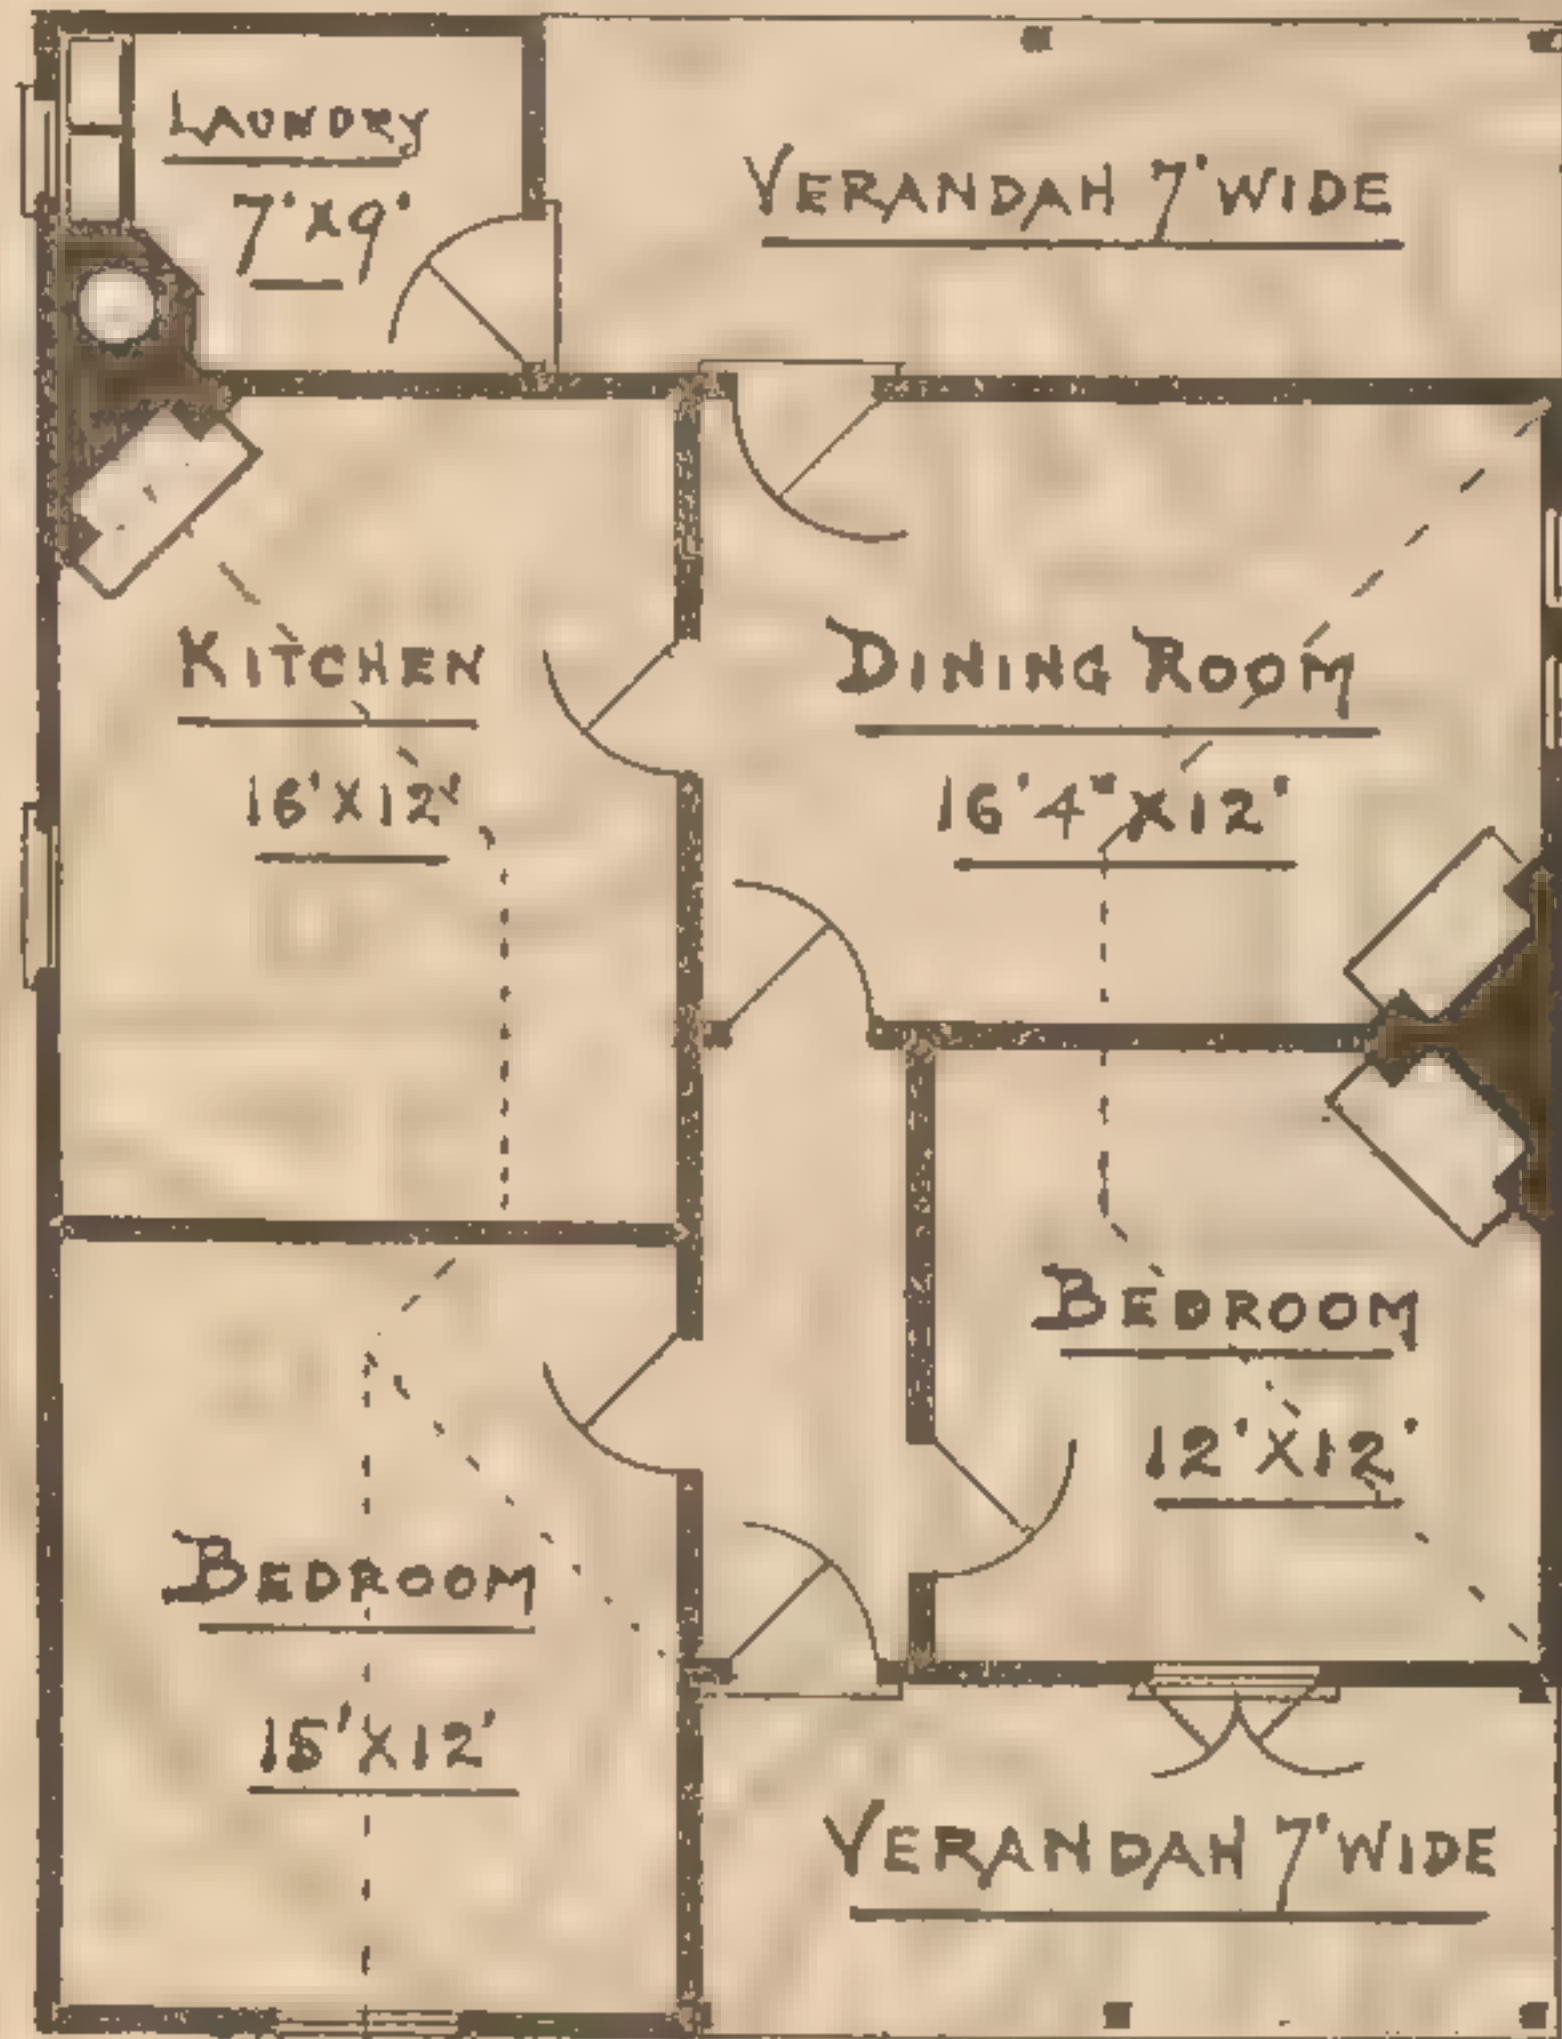 LAUNDRY
7'X9'
VERANDAH 7'WIDE
KITCHEN
16'X12'
DINING ROOM
16'4"X12'
BEDROOM
12'X12'
BEDROOM
15'X12'
VERANDAH 7'WIDE